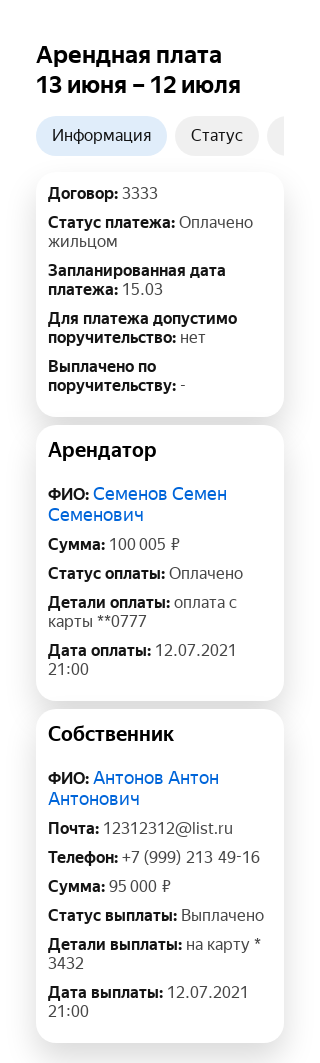 Арендная плата
13 июня – 12 июля
Информация
Статус
Договор: 3333
Статус платежа: Оплачено
жильцом
Запланированная дата
платежа: 15.03
Для платежа допустимо
поручительство: нет
Выплачено по
поручительству: -
Арендатор
ФИО: Семенов Семен
Семенович
Сумма: 100 005 ₽
Статус оплаты: Оплачено
Детали оплаты: оплата с
карты **0777
Дата оплаты: 12.07.2021
21:00
Собственник
ФИО: Антонов Антон
Антонович
Почта: 12312312@list.ru
Телефон: +7 (999) 213 49-16
Сумма: 95 000 ₽
Статус выплаты: Выплачено
Детали выплаты: на карту *
3432
Дата выплаты: 12.07.2021
21:00